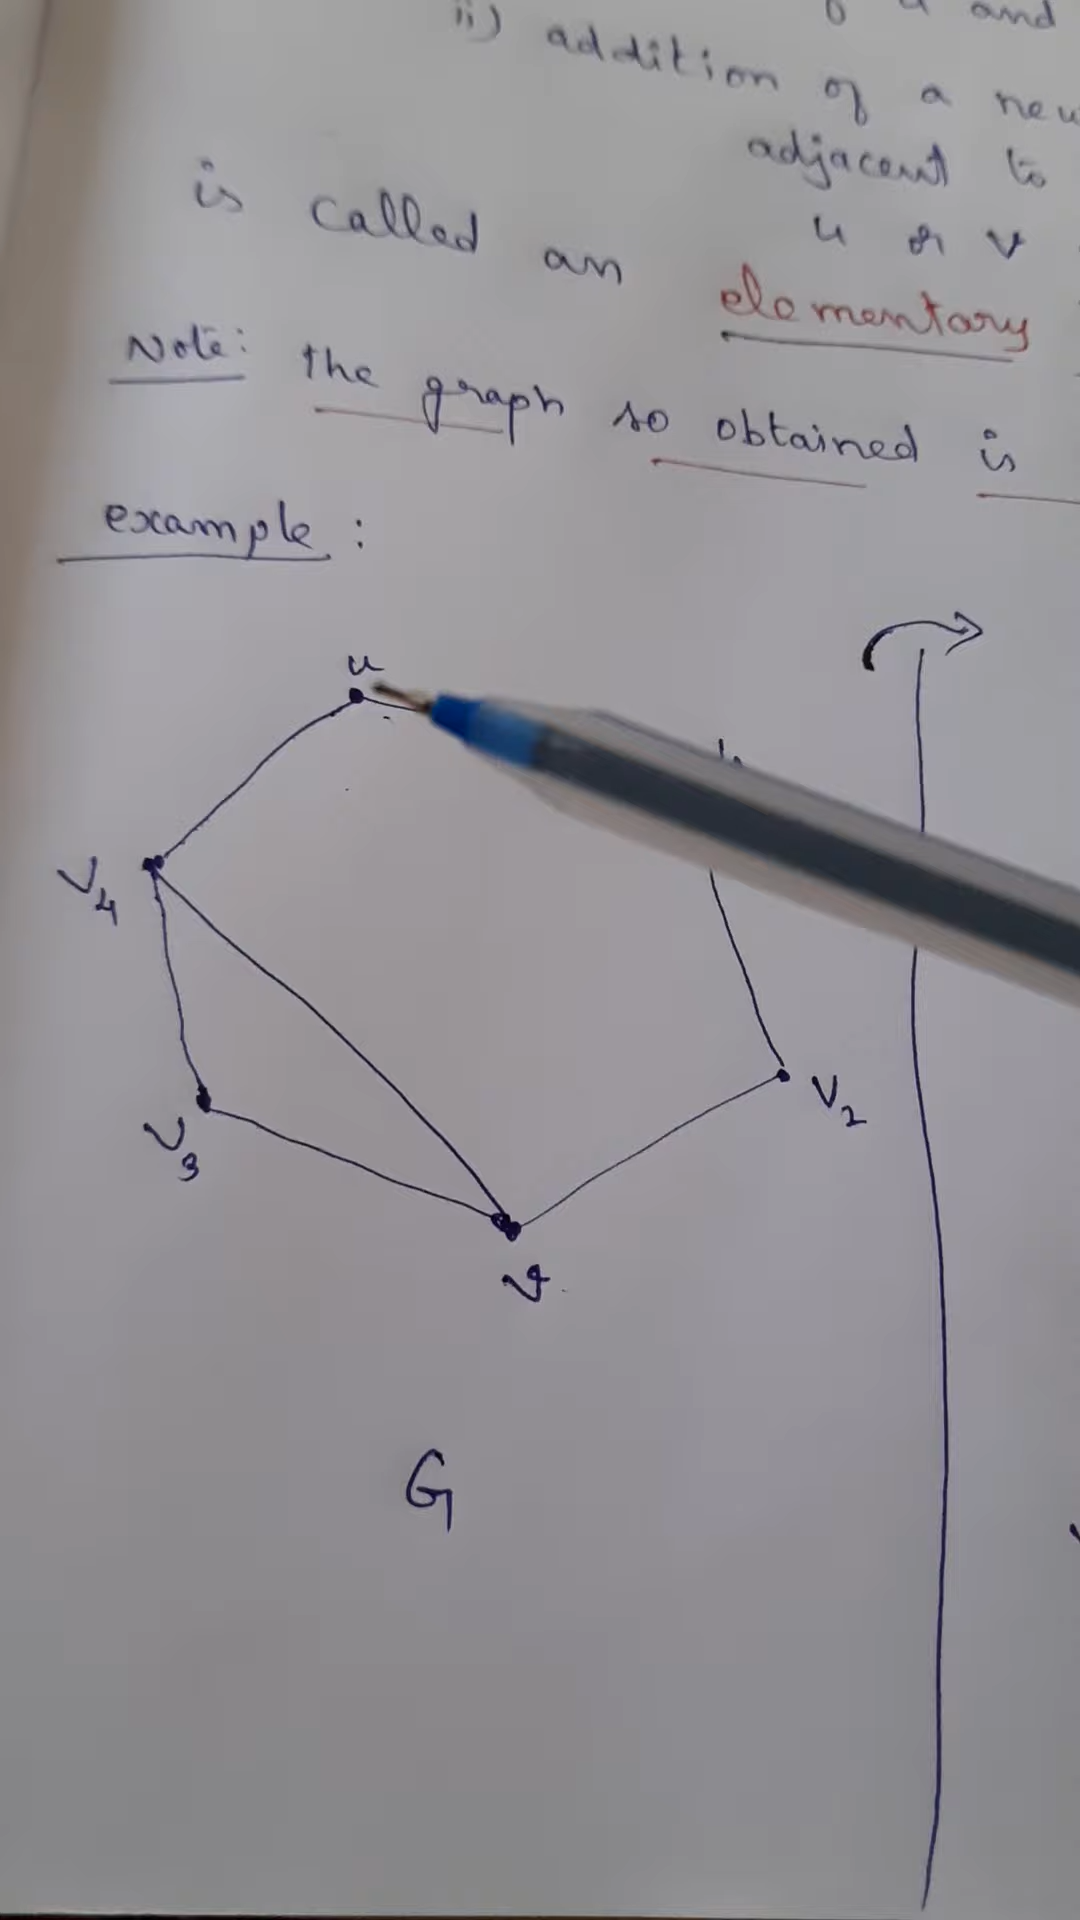 ii) addition of a new
adjacent to
is called an u or v
elementary
Note: the graph so obtained is
example :
u
V4
V3
V2
v
G